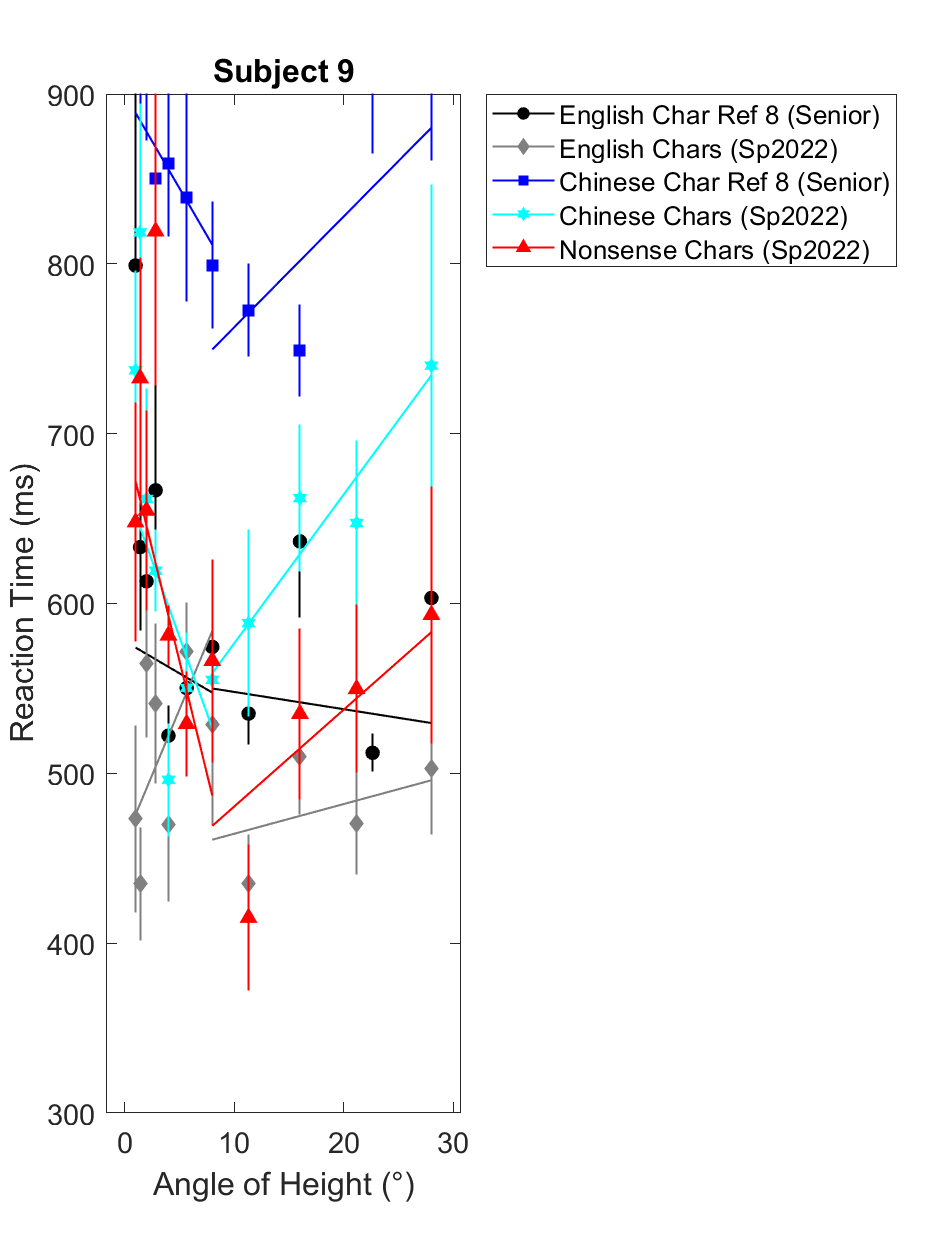 Subject 9
900
800
700
600
500
400
300
0 10 20 30
Reaction Time (ms)
Angle of Height (°)
English Char Ref 8 (Senior)
English Chars (Sp2022)
Chinese Char Ref 8 (Senior)
Chinese Chars (Sp2022)
Nonsense Chars (Sp2022)